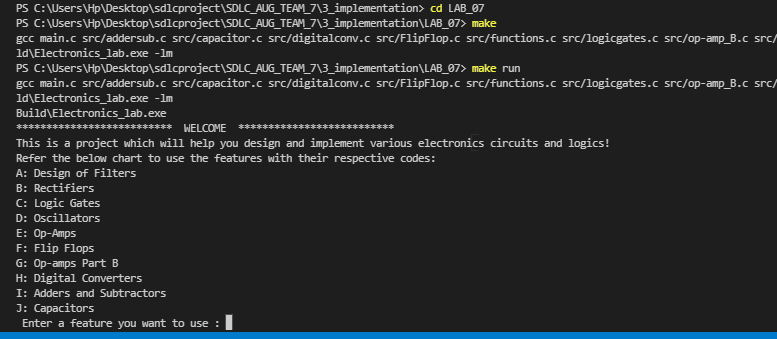 PS C:\Users\Hp\Desktop\sdlcproject\SDLC_AUG_TEAM_7\3_implementation> cd LAB_07
PS C:\Users\Hp\Desktop\sdlcproject\SDLC_AUG_TEAM_7\3_implementation\LAB_07> make
gcc main.c src/addersub.c src/capacitor.c src/digitalconv.c src/FlipFlop.c src/functions.c src/logicgates.c src/op-amp_B.c src/
ld\Electronics_lab.exe -lm
PS C:\Users\Hp\Desktop\sdlcproject\SDLC_AUG_TEAM_7\3_implementation\LAB_07> make run
gcc main.c src/addersub.c src/capacitor.c src/digitalconv.c src/FlipFlop.c src/functions.c src/logicgates.c src/op-amp_B.c src/
ld\Electronics_lab.exe -lm
Build\Electronics_lab.exe
************************** WELCOME **************************
This is a project which will help you design and implement various electronics circuits and logics!
Refer the below chart to use the features with their respective codes:
A: Design of Filters
B: Rectifiers
C: Logic Gates
D: Oscillators
E: Op-Amps
F: Flip Flops
G: Op-amps Part B
H: Digital Converters
I: Adders and Subtractors
J: Capacitors
Enter a feature you want to use :